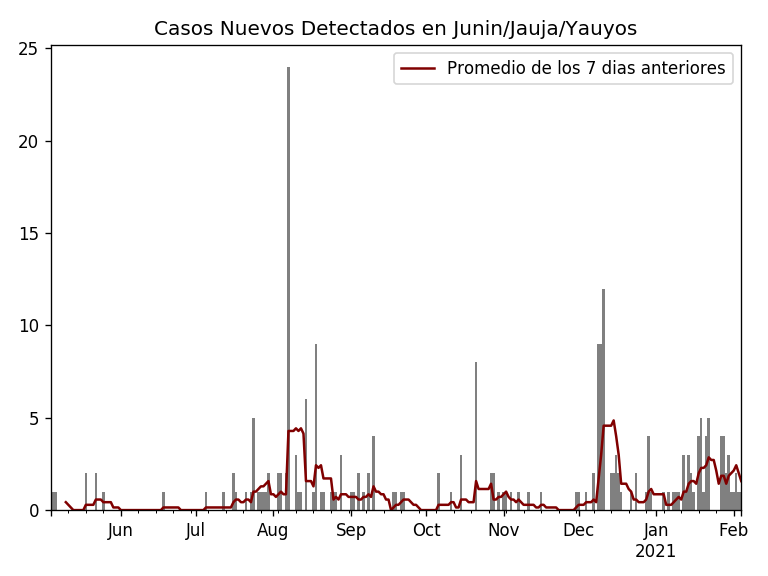 Casos Nuevos Detectados en Junin/Jauja/Yauyos
Promedio de los 7 dias anteriores
25
20
15
10
5
0
Jun Jul Aug Sep Oct Nov Dec Jan Feb
2021